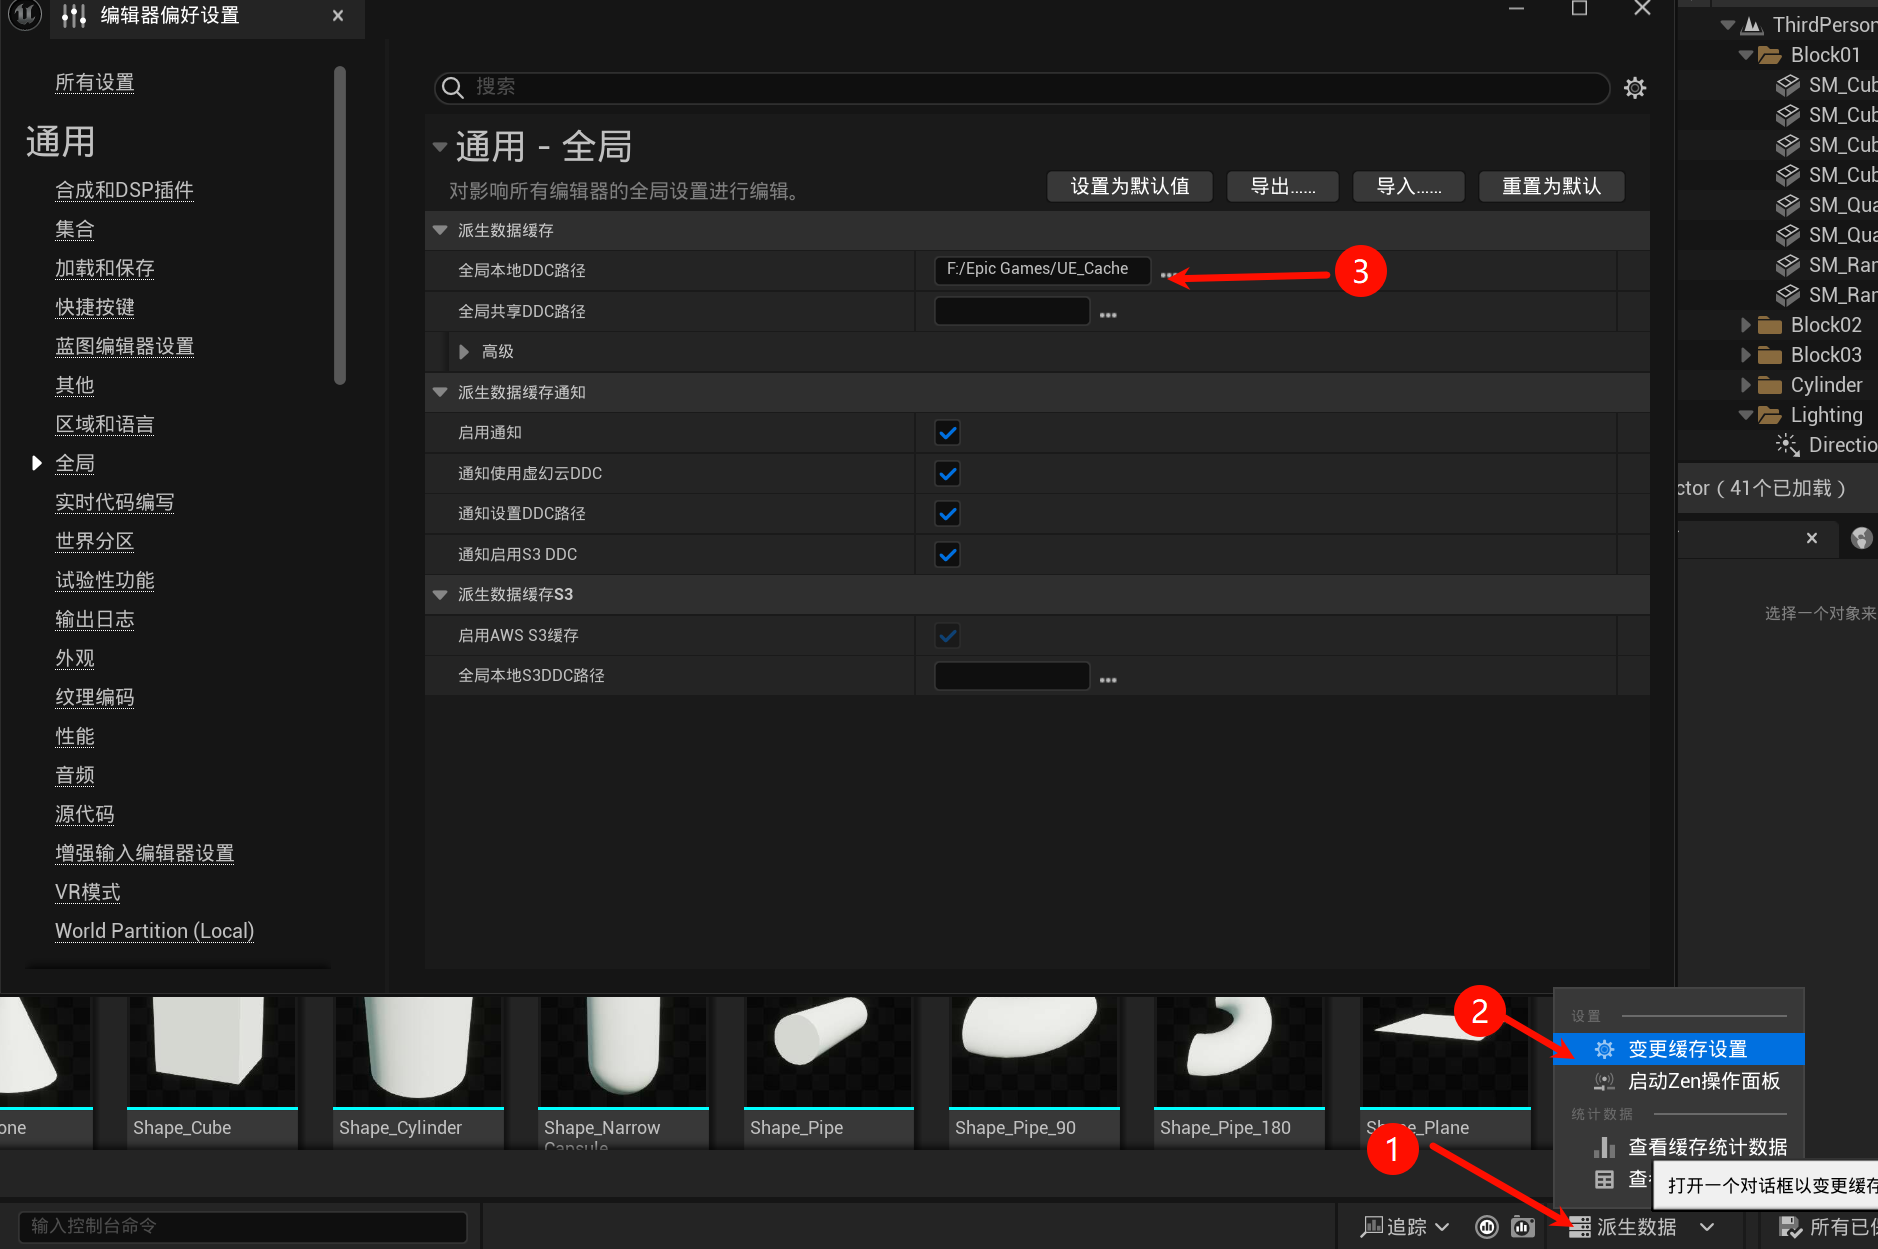 编辑器偏好设置
所有设置
通用
合成和DSP插件
集合
加载和保存
快捷按键
蓝图编辑器设置
其他
区域和语言
全局
实时代码编写
世界分区
试验性功能
输出日志
外观
纹理编码
性能
音频
源代码
增强输入编辑器设置
VR模式
World Partition (Local)
搜索
通用 - 全局
对影响所有编辑器的全局设置进行编辑。
设置为默认值
导出......
导入......
重置为默认
派生数据缓存
全局本地DDC路径
F:/Epic Games/UE_Cache
3
全局共享DDC路径
高级
派生数据缓存通知
启用通知
通知使用虚幻云DDC
通知设置DDC路径
通知启用S3 DDC
派生数据缓存S3
启用AWS S3缓存
全局本地S3DDC路径
ThirdPerson
Block01
SM_Cub
SM_Cub
SM_Cub
SM_Cub
SM_Qua
SM_Qua
SM_Ran
SM_Ran
Block02
Block03
Cylinder
Lighting
Directio
ctor（41个已加载）
选择一个对象来
one
Shape_Cube
Shape_Cylinder
Shape_Narrow
Capsule
Shape_Pipe
Shape_Pipe_90
Shape_Pipe_180
Shape_Plane
2
设置
变更缓存设置
启动Zen操作面板
统计数据
查看缓存统计数据
查
打开一个对话框以变更缓存
1
输入控制台命令
追踪
派生数据
所有已保